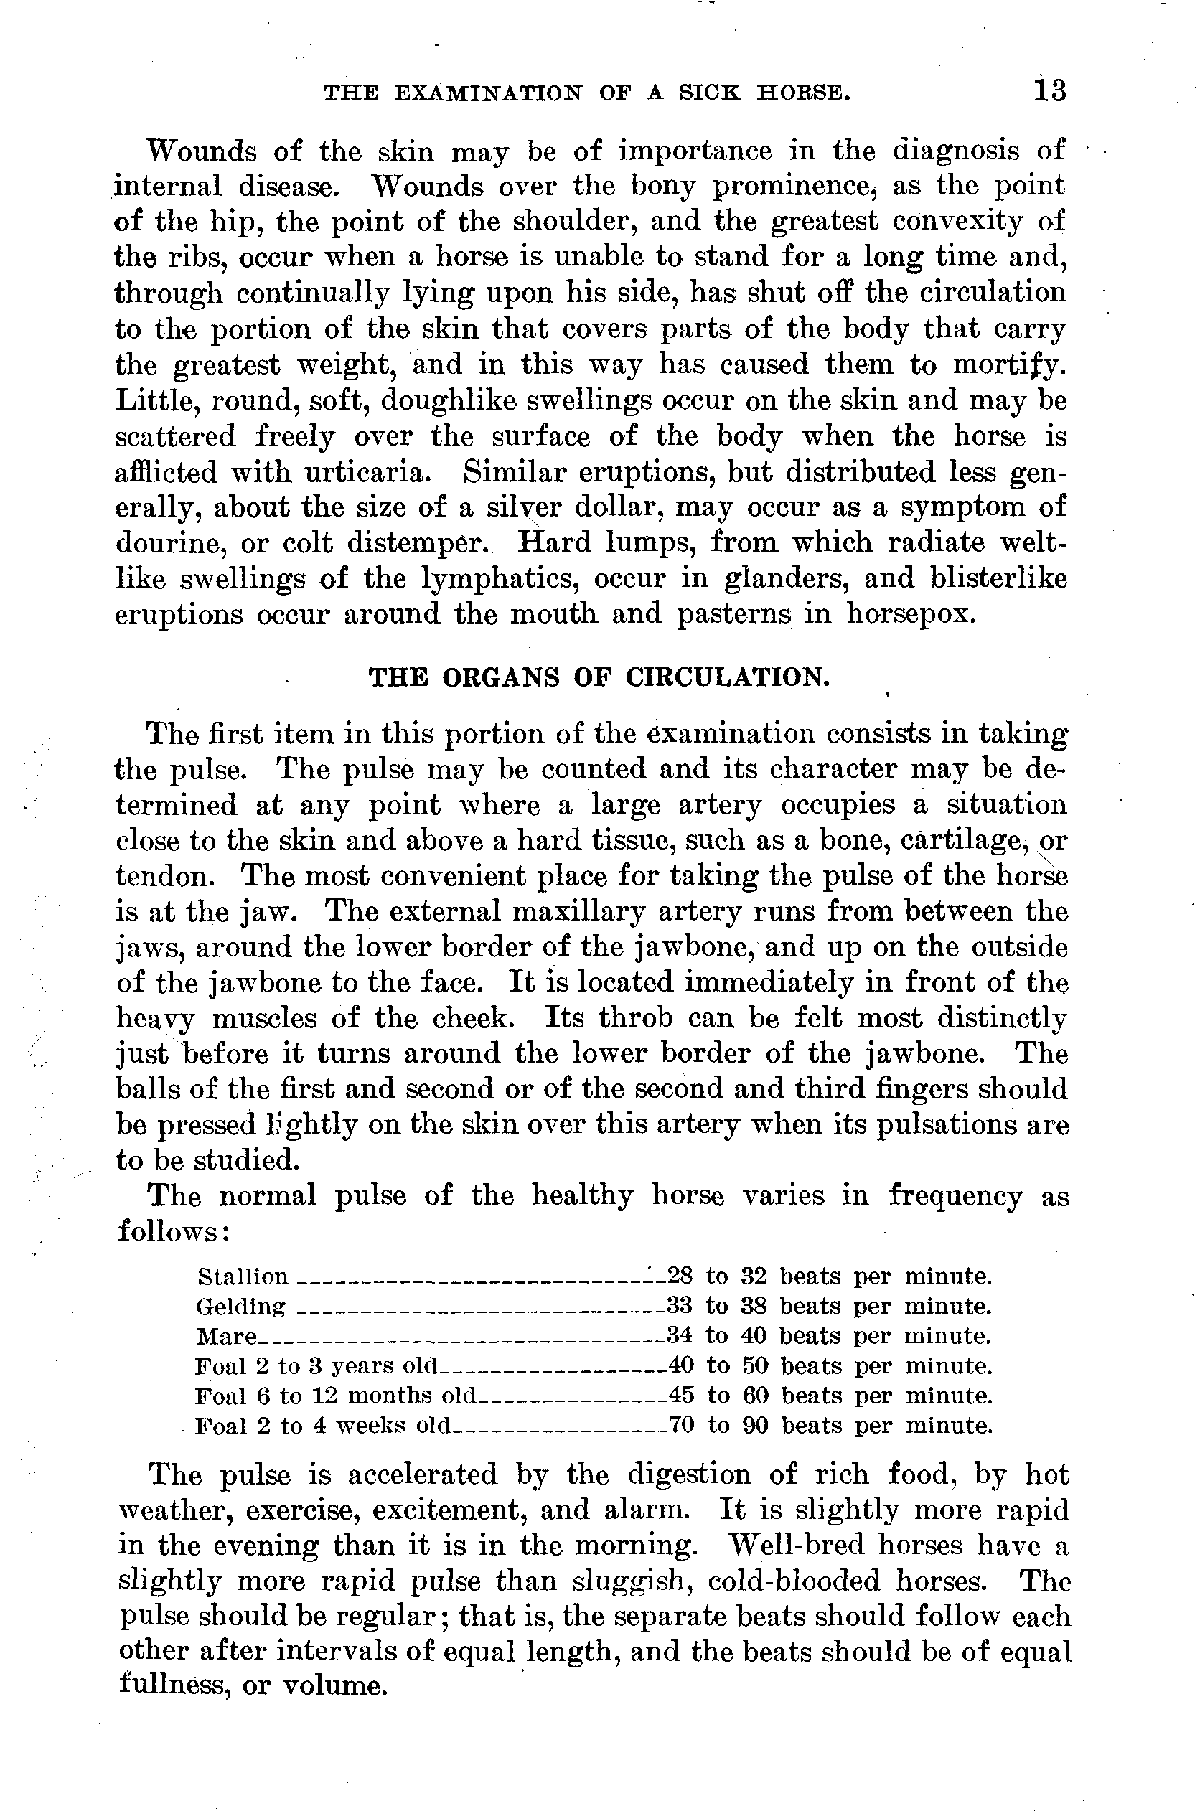 THE EXAMINATION OF A SICK HORSE. 13
Wounds of the skin may be of importance in the diagnosis of
internal disease. Wounds over the bony prominence, as the point
of the hip, the point of the shoulder, and the greatest convexity of
the ribs, occur when a horse is unable to stand for a long time and,
through continually lying upon his side, has shut off the circulation
to the portion of the skin that covers parts of the body that carry
the greatest weight, and in this way has caused them to mortify.
Little, round, soft, doughlike swellings occur on the skin and may be
scattered freely over the surface of the body when the horse is
afflicted with urticaria. Similar eruptions, but distributed less gen-
erally, about the size of a silver dollar, may occur as a symptom of
dourine, or colt distemper. Hard lumps, from which radiate welt-
like swellings of the lymphatics, occur in glanders, and blisterlike
eruptions occur around the mouth and pasterns in horsepox.
THE ORGANS OF CIRCULATION.
The first item in this portion of the examination consists in taking
the pulse. The pulse may be counted and its character may be de-
termined at any point where a large artery occupies a situation
close to the skin and above a hard tissue, such as a bone, cartilage, or
tendon. The most convenient place for taking the pulse of the horse
is at the jaw. The external maxillary artery runs from between the
jaws, around the lower border of the jawbone, and up on the outside
of the jawbone to the face. It is located immediately in front of the
heavy muscles of the cheek. Its throb can be felt most distinctly
just before it turns around the lower border of the jawbone. The
balls of the first and second or of the second and third fingers should
be pressed lightly on the skin over this artery when its pulsations are
to be studied.
The normal pulse of the healthy horse varies in frequency as
follows:
Stallion ----------------------------28 to 32 beats per minute.
Gelding ----------------------------33 to 38 beats per minute.
Mare-------------------------------34 to 40 beats per minute.
Foal 2 to 3 years old------------------40 to 50 beats per minute.
Foal 6 to 12 months old---------------45 to 60 beats per minute.
Foal 2 to 4 weeks old-----------------70 to 90 beats per minute.
The pulse is accelerated by the digestion of rich food, by hot
weather, exercise, excitement, and alarm. It is slightly more rapid
in the evening than it is in the morning. Well-bred horses have a
slightly more rapid pulse than sluggish, cold-blooded horses. The
pulse should be regular; that is, the separate beats should follow each
other after intervals of equal length, and the beats should be of equal
fullness, or volume.